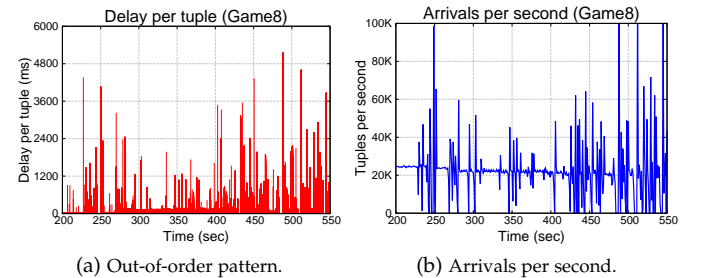 Delay per tuple (Game8)
6000
4800
3600
2400
1200
0
200 250 300 350 400 450 500 550
Delay per tuple (ms)
Time (sec)
(a) Out-of-order pattern.
Arrivals per second (Game8)
100K
80K
60K
40K
20K
0
200 250 300 350 400 450 500 550
Tuples per second
Time (sec)
(b) Arrivals per second.